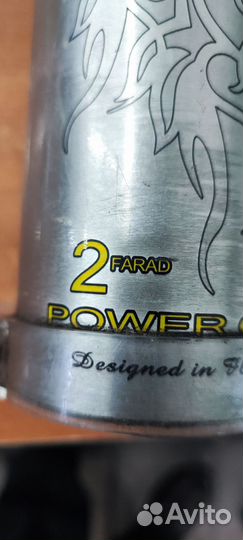 2 FARAD
POWER
Designed in
Avito